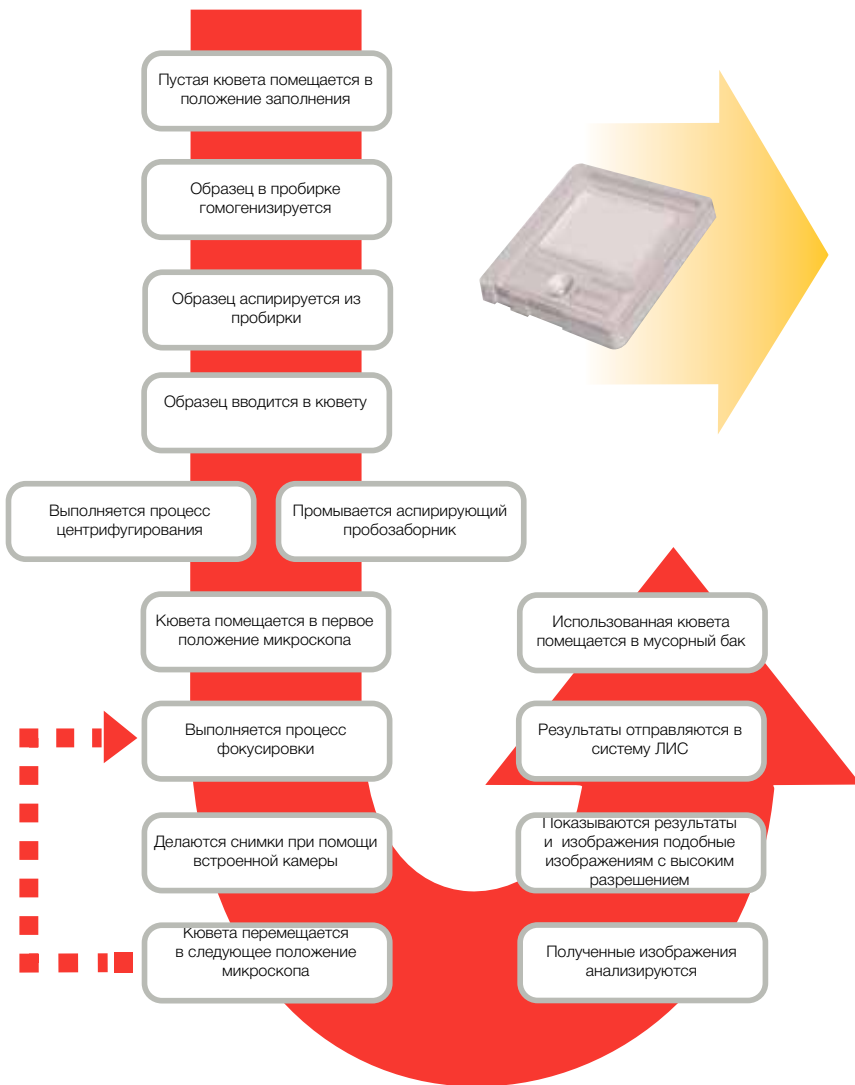 Пустая кювета помещается в
положение заполнения
Образец в пробирке
гомогенизируется
Образец аспирируется из
пробирки
Образец вводится в кювету
Выполняется процесс
центрифугирования
Промывается аспирирующий
пробозаборник
Кювета помещается в первое
положение микроскопа
Выполняется процесс
фокусировки
Делаются снимки при помощи
встроенной камеры
Кювета перемещается
в следующее положение
микроскопа
Использованная кювета
помещается в мусорный бак
Результаты отправляются в
систему ЛИС
Показываются результаты
и изображения подобные
изображениям с высоким
разрешением
Полученные изображения
анализируются